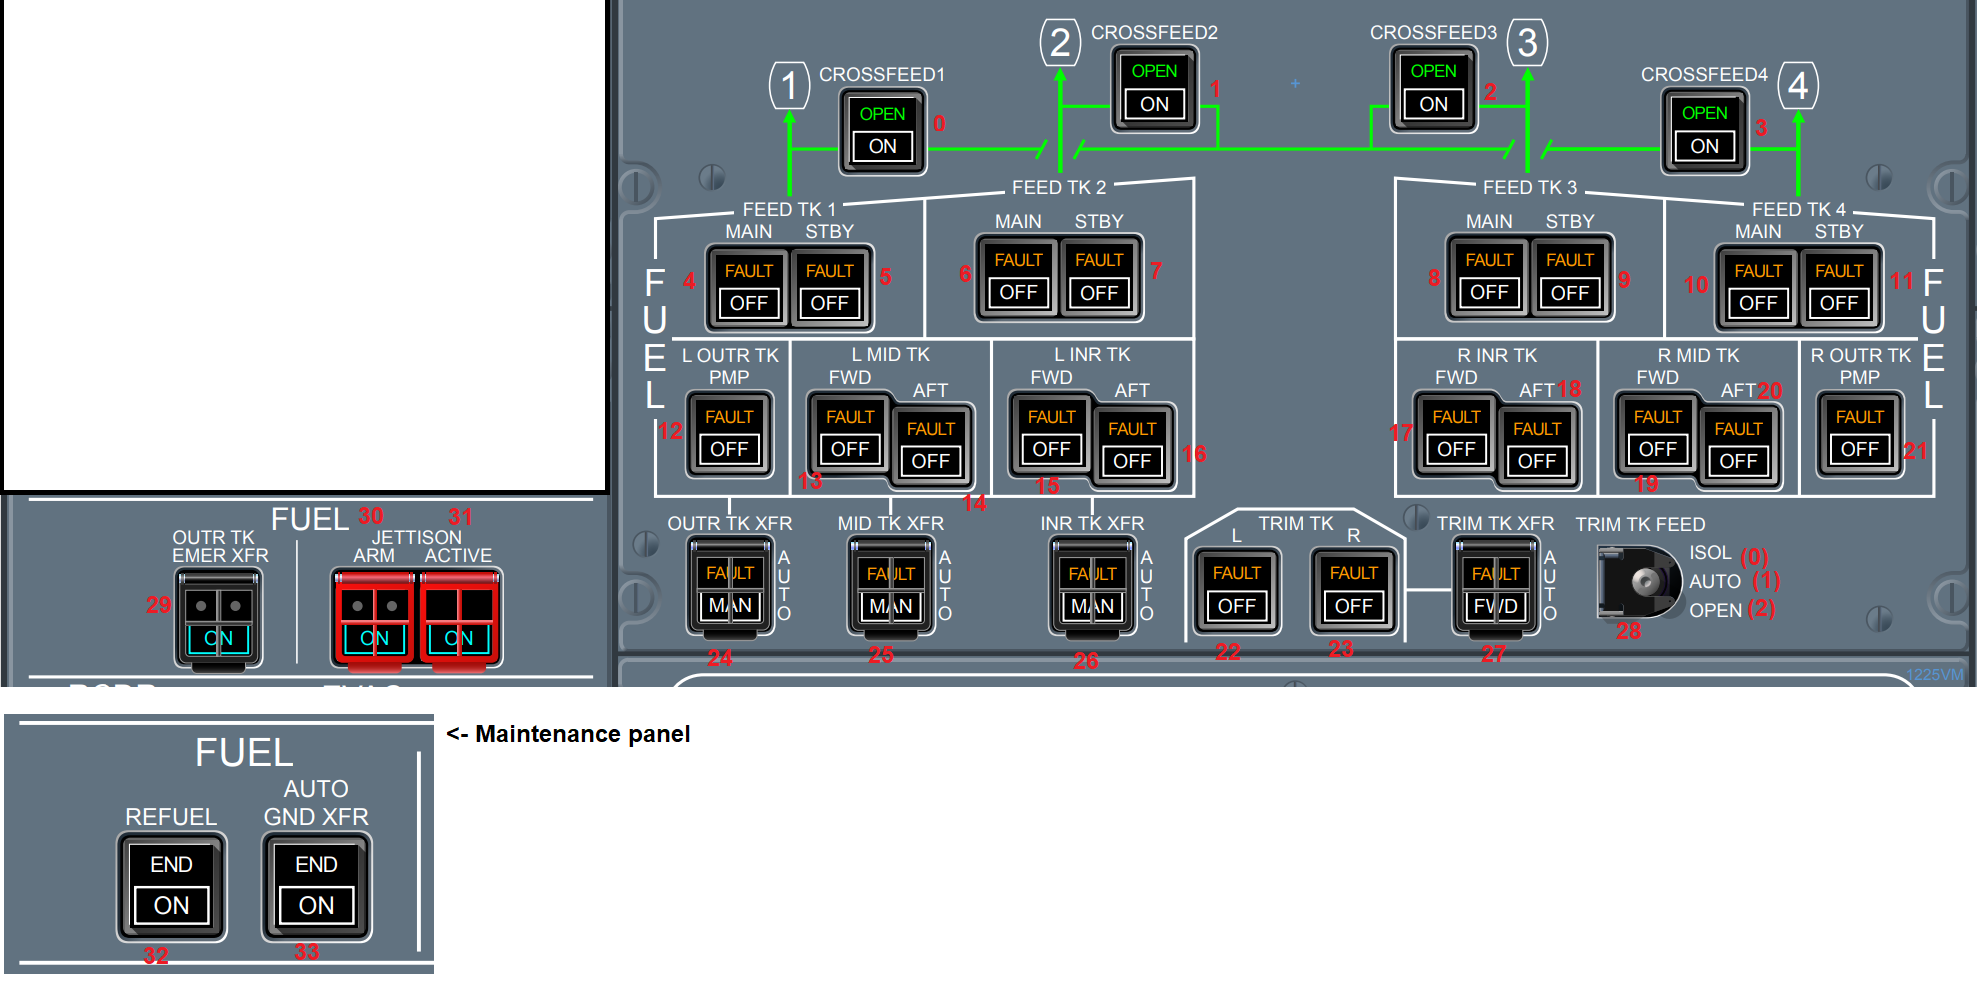 CROSSFEED1
1
OPEN
ON
0
CROSSFEED2
2
OPEN
ON
1
CROSSFEED3
3
OPEN
ON
2
CROSSFEED4
4
OPEN
ON
3
FUEL
FEED TK 1
MAIN STBY
4 FAULT FAULT 5
OFF OFF
FEED TK 2
MAIN STBY
6 FAULT FAULT 7
OFF OFF
FEED TK 3
MAIN STBY
8 FAULT FAULT 9
OFF OFF
FEED TK 4
MAIN STBY
10 FAULT FAULT 11
OFF OFF
FUEL
L OUTR TK
PMP
FAULT
12 OFF
L MID TK
FWD AFT
FAULT FAULT
OFF OFF
13 14
L INR TK
FWD AFT
FAULT FAULT
OFF OFF
15 16
R INR TK
FWD AFT 18
FAULT FAULT
17 OFF OFF
R MID TK
FWD AFT 20
FAULT FAULT
OFF OFF
19
R OUTR TK
PMP
FAULT
OFF 21
OUTR TK XFR
FAULT
MAN
AUTO
24
MID TK XFR
FAULT
MAN
AUTO
25
INR TK XFR
FAULT
MAN
AUTO
26
TRIM TK
L R
FAULT FAULT
OFF OFF
22 23
TRIM TK XFR
FAULT
FWD
AUTO
27
TRIM TK FEED
ISOL (0)
AUTO (1)
OPEN (2)
28
1225VM
FUEL
OUTR TK
EMER XFR
29
ON
30 31
JETTISON
ARM ACTIVE
ON ON
<- Maintenance panel
FUEL
REFUEL
END
ON
32
AUTO
GND XFR
END
ON
33